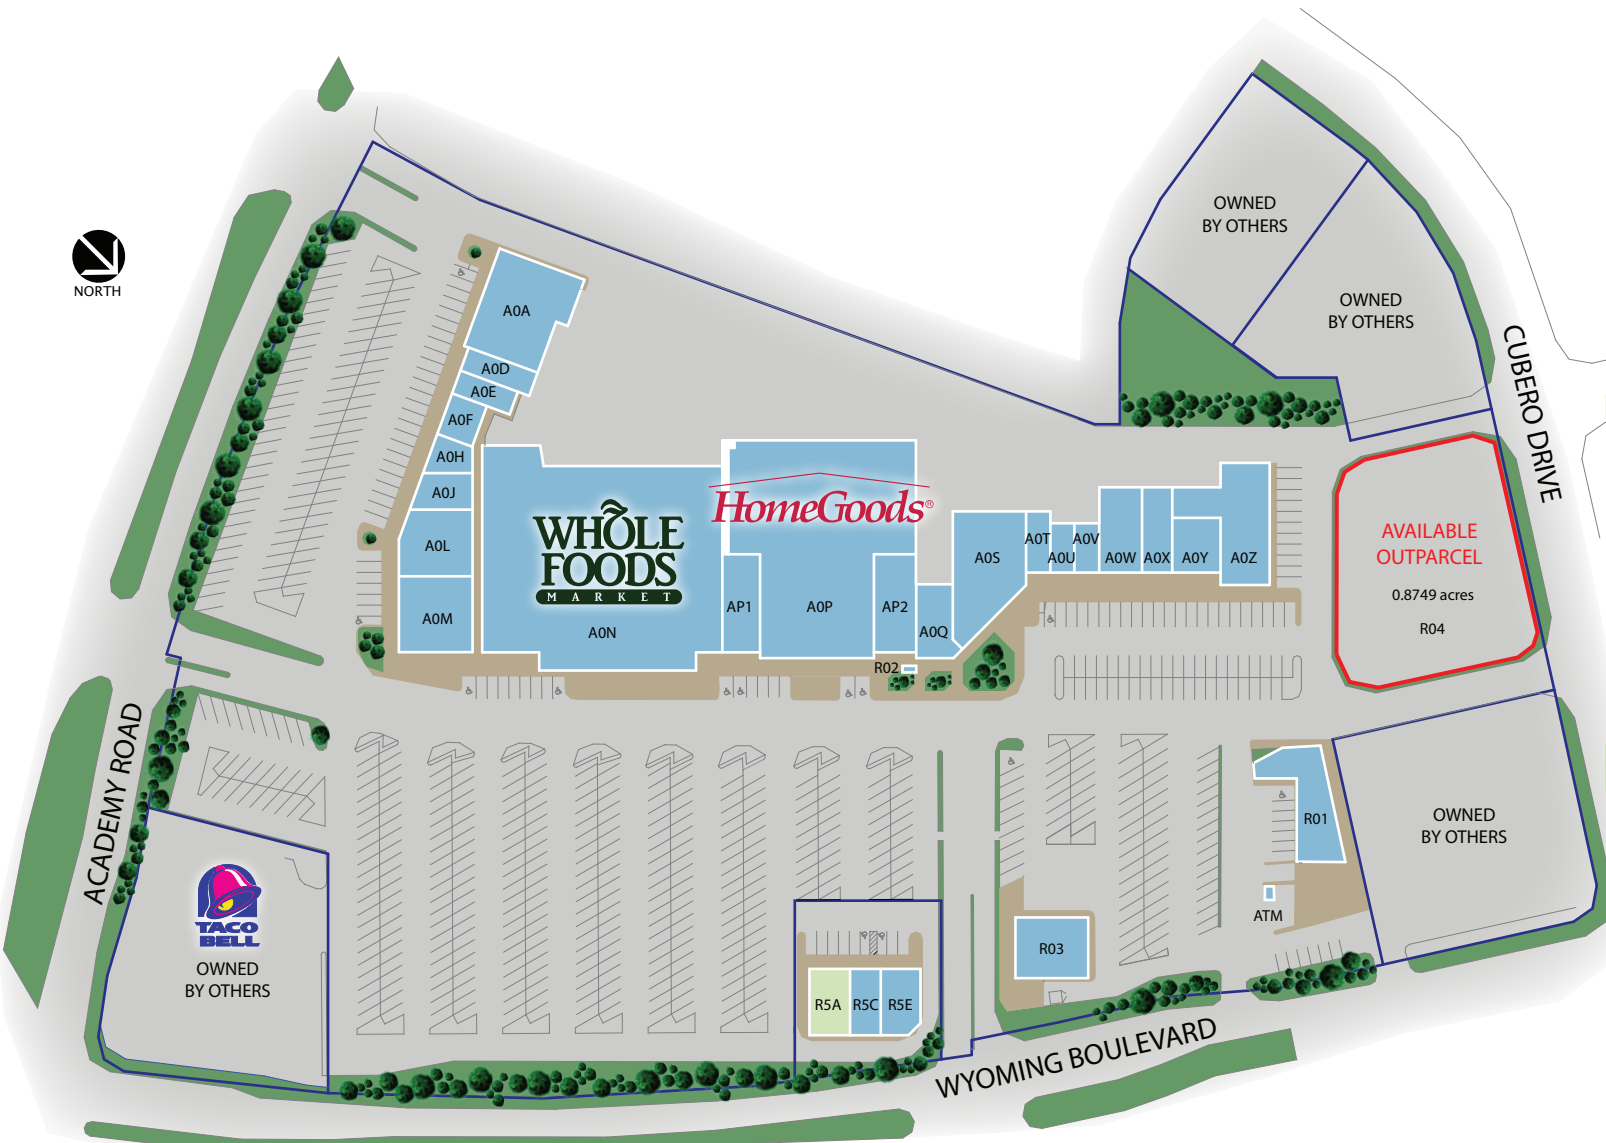 OWNED
BY OTHERS
OWNED
BY OTHERS
NORTH
CUBERO DRIVE
A0A
A0D
A0E
A0F
A0H
A0J
A0L
A0M
WHOLE
FOODS
MARKET
A0N
HomeGoods®
AP1
A0P
AP2
A0Q
R02
A0S
A0T
A0U
A0V
A0W
A0X
A0Y
A0Z
AVAILABLE
OUTPARCEL
0.8749 acres
R04
ACADEMY ROAD
TACO
BELL
OWNED
BY OTHERS
R01
OWNED
BY OTHERS
ATM
R03
R5A
R5C
R5E
WYOMING BOULEVARD